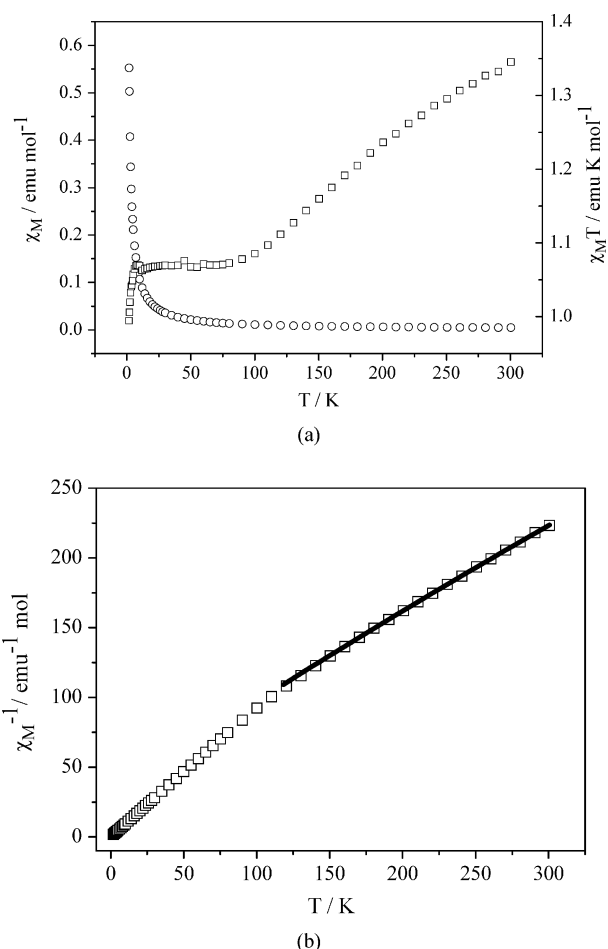 1.4
0.6
0.5
1.3
0.4
0.3
1.2
0.2
1.1
0.1
0.0
1.0
χM / emu mol-1
χMT / emu K mol-1
0 50 100 150 200 250 300
T / K
(a)
250
200
150
100
50
0
χM-1/ emu-1 mol
0 50 100 150 200 250 300
T / K
(b)